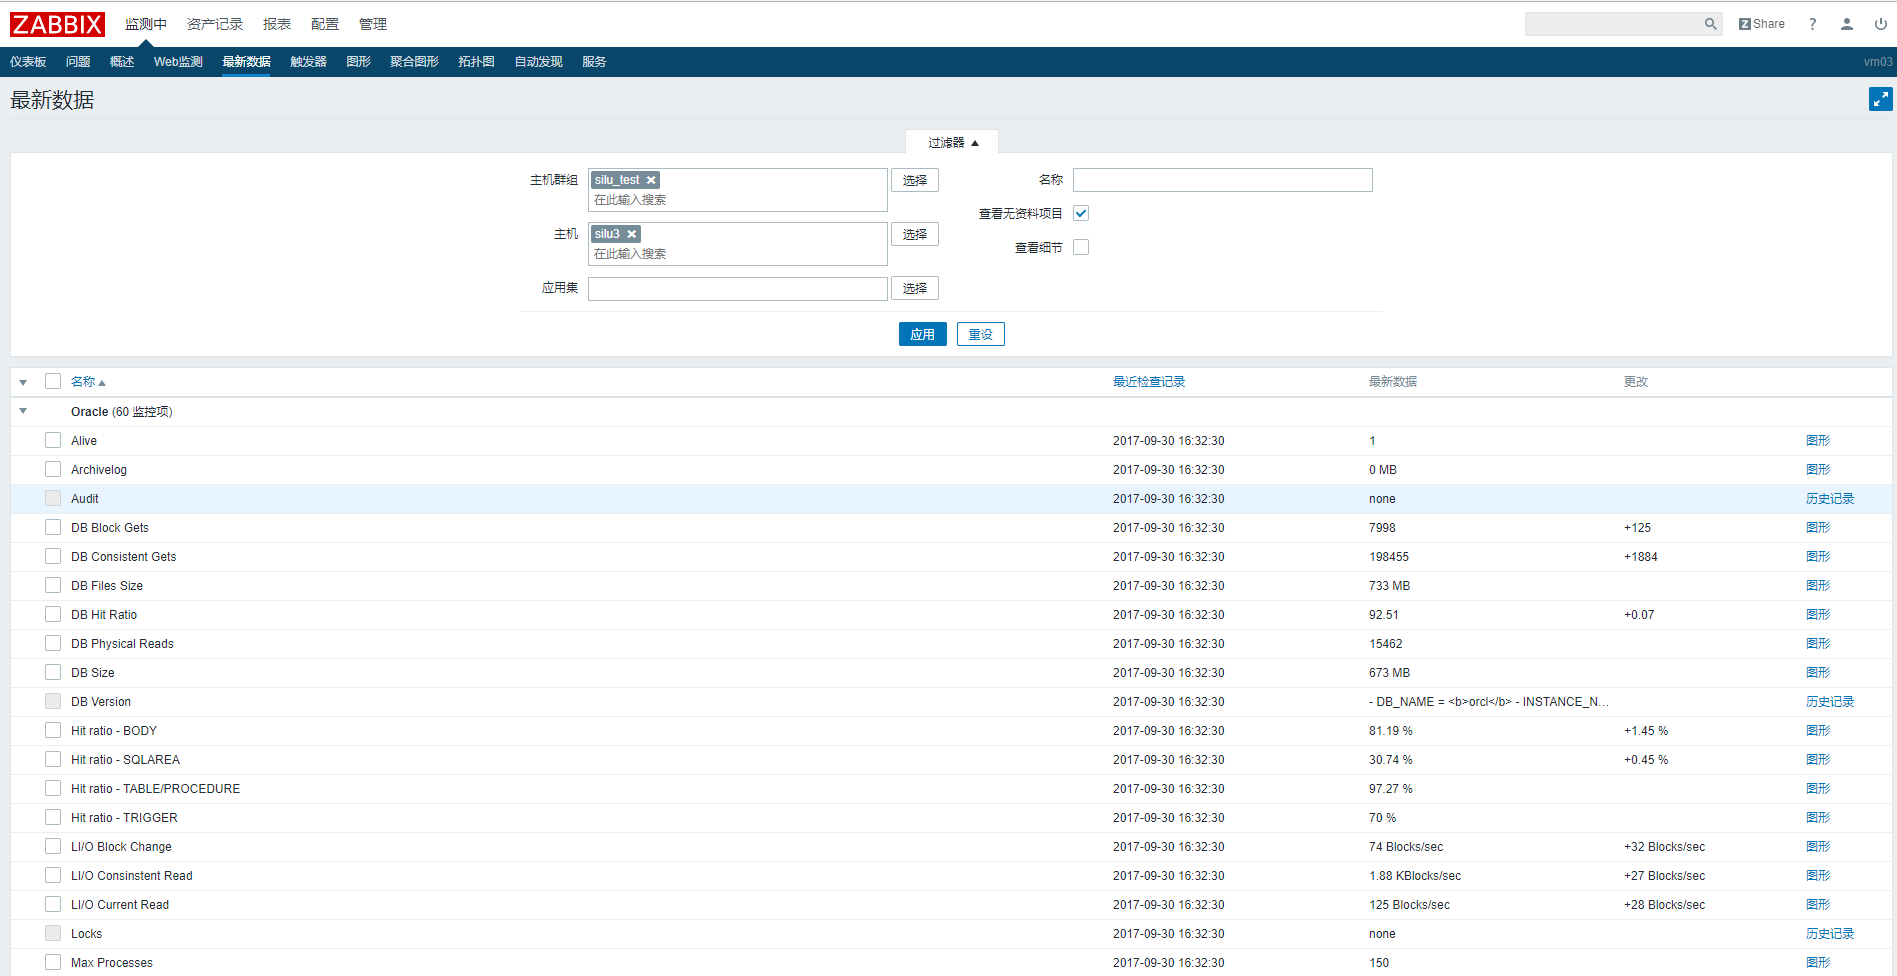 ZABBIX 监测中 资产记录 报表 配置 管理 Z Share ?
仪表板 问题 概述 Web监测 最新数据 触发器 图形 聚合图形 拓扑图 自动发现 服务 vm03
最新数据
过滤器 ▲
主机群组 silu_test ✖ 选择 名称
在此输入搜索
查看无资料项目
主机 silu3 ✖ 选择
查看细节
在此输入搜索
应用集 选择
应用 重设
▼ 名称▲ 最近检查记录 最新数据 更改
▼ Oracle (60 监控项)
Alive 2017-09-30 16:32:30 1 图形
Archivelog 2017-09-30 16:32:30 0 MB 图形
Audit 2017-09-30 16:32:30 none 历史记录
DB Block Gets 2017-09-30 16:32:30 7998 +125 图形
DB Consistent Gets 2017-09-30 16:32:30 198455 +1884 图形
DB Files Size 2017-09-30 16:32:30 733 MB 图形
DB Hit Ratio 2017-09-30 16:32:30 92.51 +0.07 图形
DB Physical Reads 2017-09-30 16:32:30 15462 图形
DB Size 2017-09-30 16:32:30 673 MB 图形
DB Version 2017-09-30 16:32:30 - DB_NAME = <b>orcl</b> - INSTANCE_N... 历史记录
Hit ratio - BODY 2017-09-30 16:32:30 81.19 % +1.45 % 图形
Hit ratio - SQLAREA 2017-09-30 16:32:30 30.74 % +0.45 % 图形
Hit ratio - TABLE/PROCEDURE 2017-09-30 16:32:30 97.27 % 图形
Hit ratio - TRIGGER 2017-09-30 16:32:30 70 % 图形
LI/O Block Change 2017-09-30 16:32:30 74 Blocks/sec +32 Blocks/sec 图形
LI/O Consinstent Read 2017-09-30 16:32:30 1.88 KBlocks/sec +27 Blocks/sec 图形
LI/O Current Read 2017-09-30 16:32:30 125 Blocks/sec +28 Blocks/sec 图形
Locks 2017-09-30 16:32:30 none 历史记录
Max Processes 2017-09-30 16:32:30 150 图形